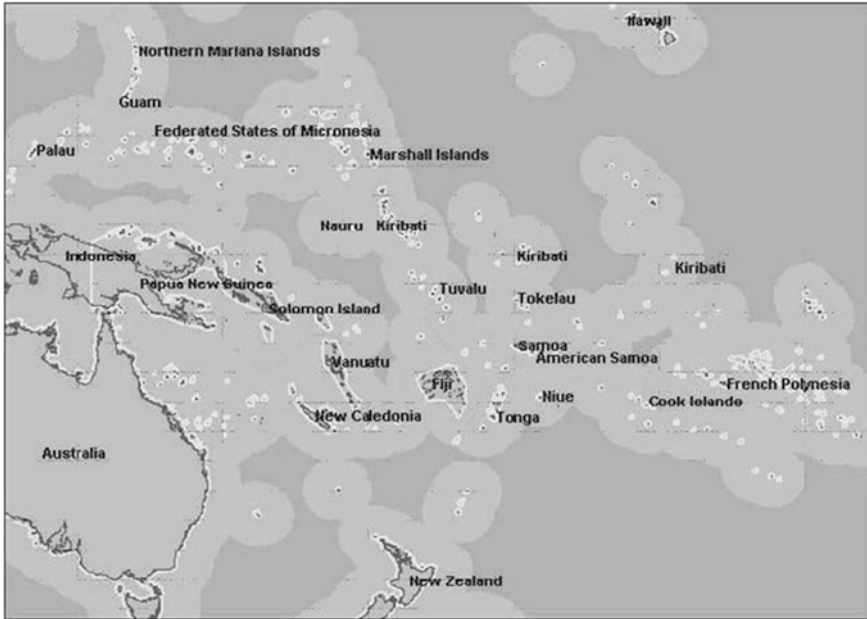 Hawaii
Northern Mariana Islands
Guam
Federated States of Micronesia
Palau
Marshall Islands
Nauru
Kiribati
Indonesia
Kiribati
Kiribati
Papua New Guinea
Tuvalu
Tokelau
Solomon Island
Samoa
American Samoa
Vanuatu
Fiji
French Polynesia
Niue
Cook Islands
New Caledonia
Tonga
Australia
New Zealand